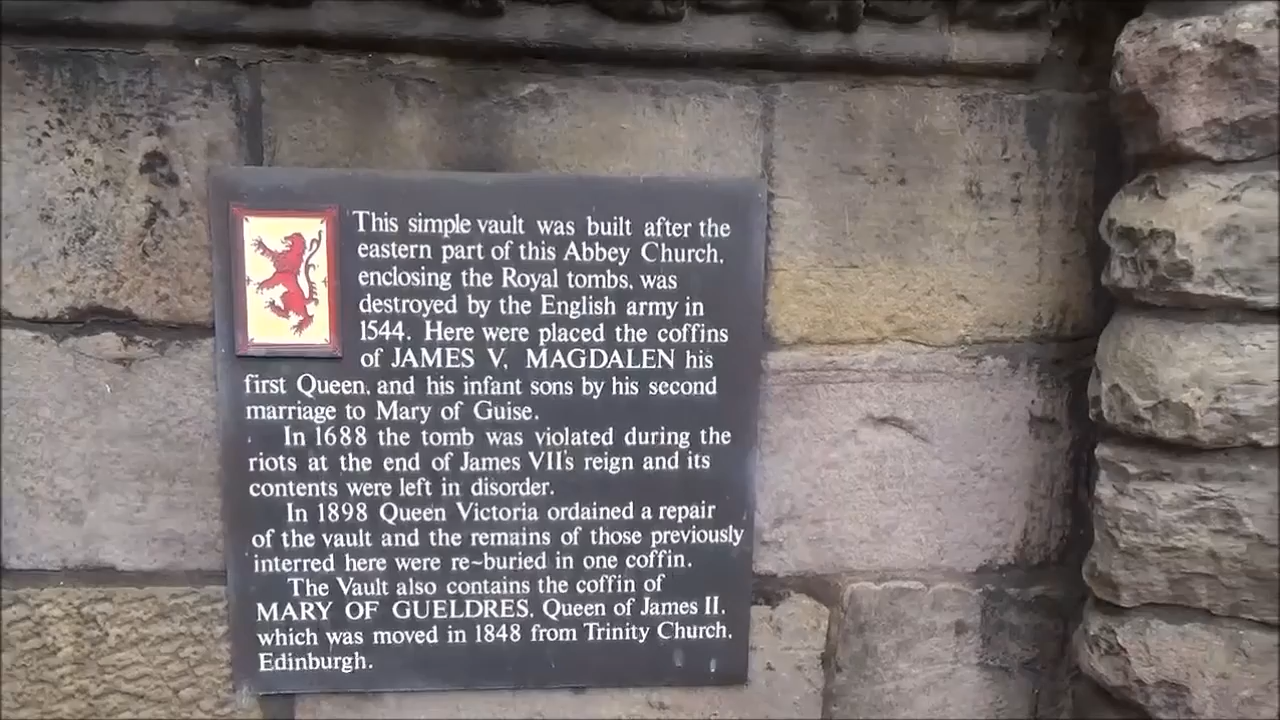 This simple vault was built after the
eastern part of this Abbey Church,
enclosing the Royal tombs, was
destroyed by the English army in
1544. Here were placed the coffins
of JAMES V, MAGDALEN his
first Queen, and his infant sons by his second
marriage to Mary of Guise.
In 1688 the tomb was violated during the
riots at the end of James VII's reign and its
contents were left in disorder.
In 1898 Queen Victoria ordained a repair
of the vault and the remains of those previously
interred here were re-buried in one coffin.
The Vault also contains the coffin of
MARY OF GUELDRES, Queen of James II,
which was moved in 1848 from Trinity Church,
Edinburgh.